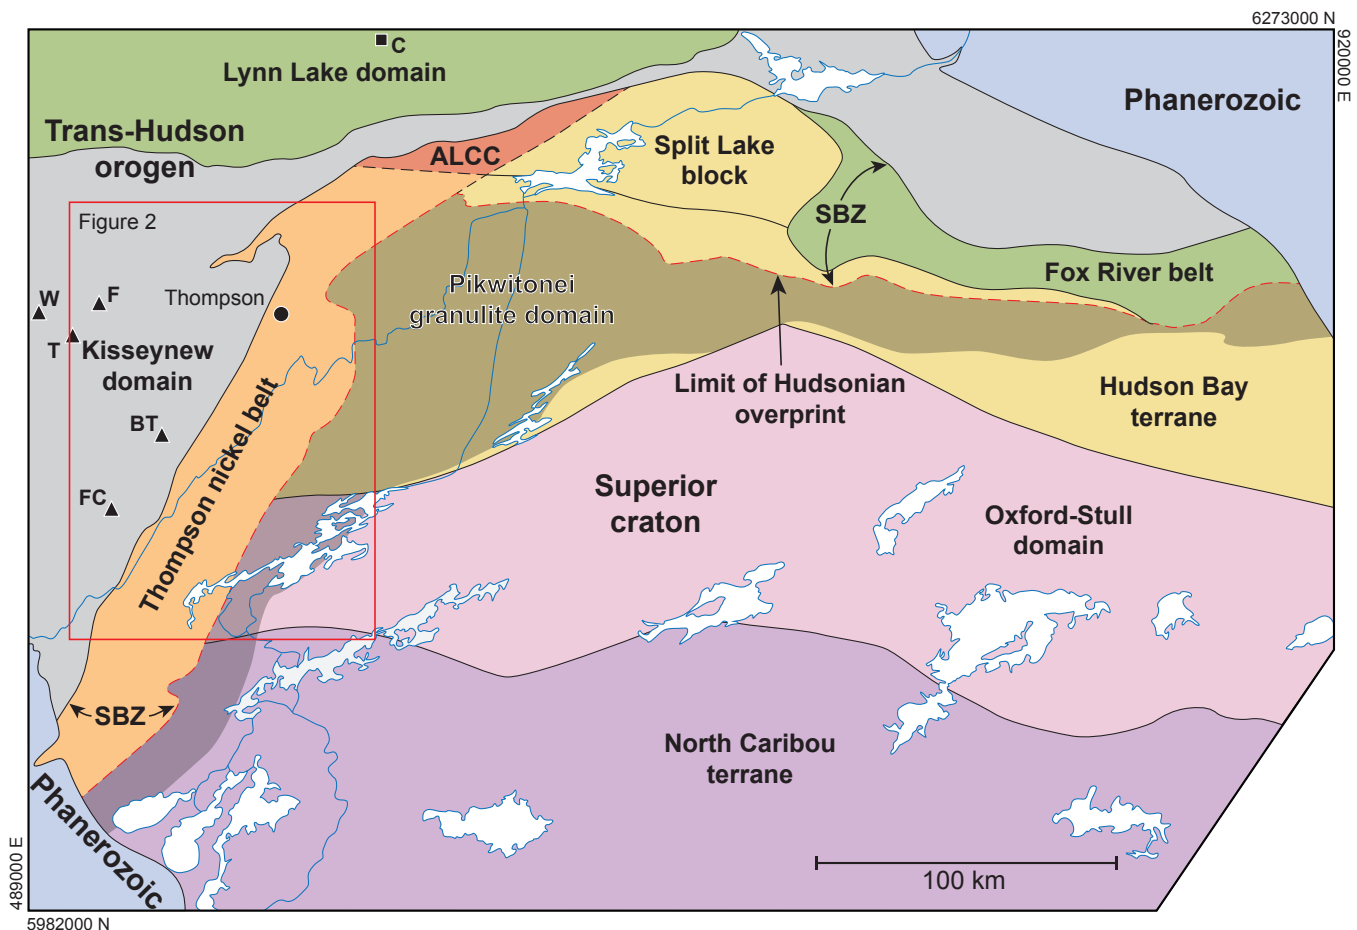 6273000 N
920000 E
C
Lynn Lake domain
Phanerozoic
Trans-Hudson
orogen
ALCC
Split Lake
block
SBZ
Figure 2
Fox River belt
Pikwitonei
granulite domain
W
F
Thompson
T
Kisseynew
domain
Limit of Hudsonian
overprint
Hudson Bay
terrane
BT
Thompson nickel belt
FC
Superior
craton
Oxford-Stull
domain
SBZ
North Caribou
terrane
Phanerozoic
100 km
489000 E
5982000 N